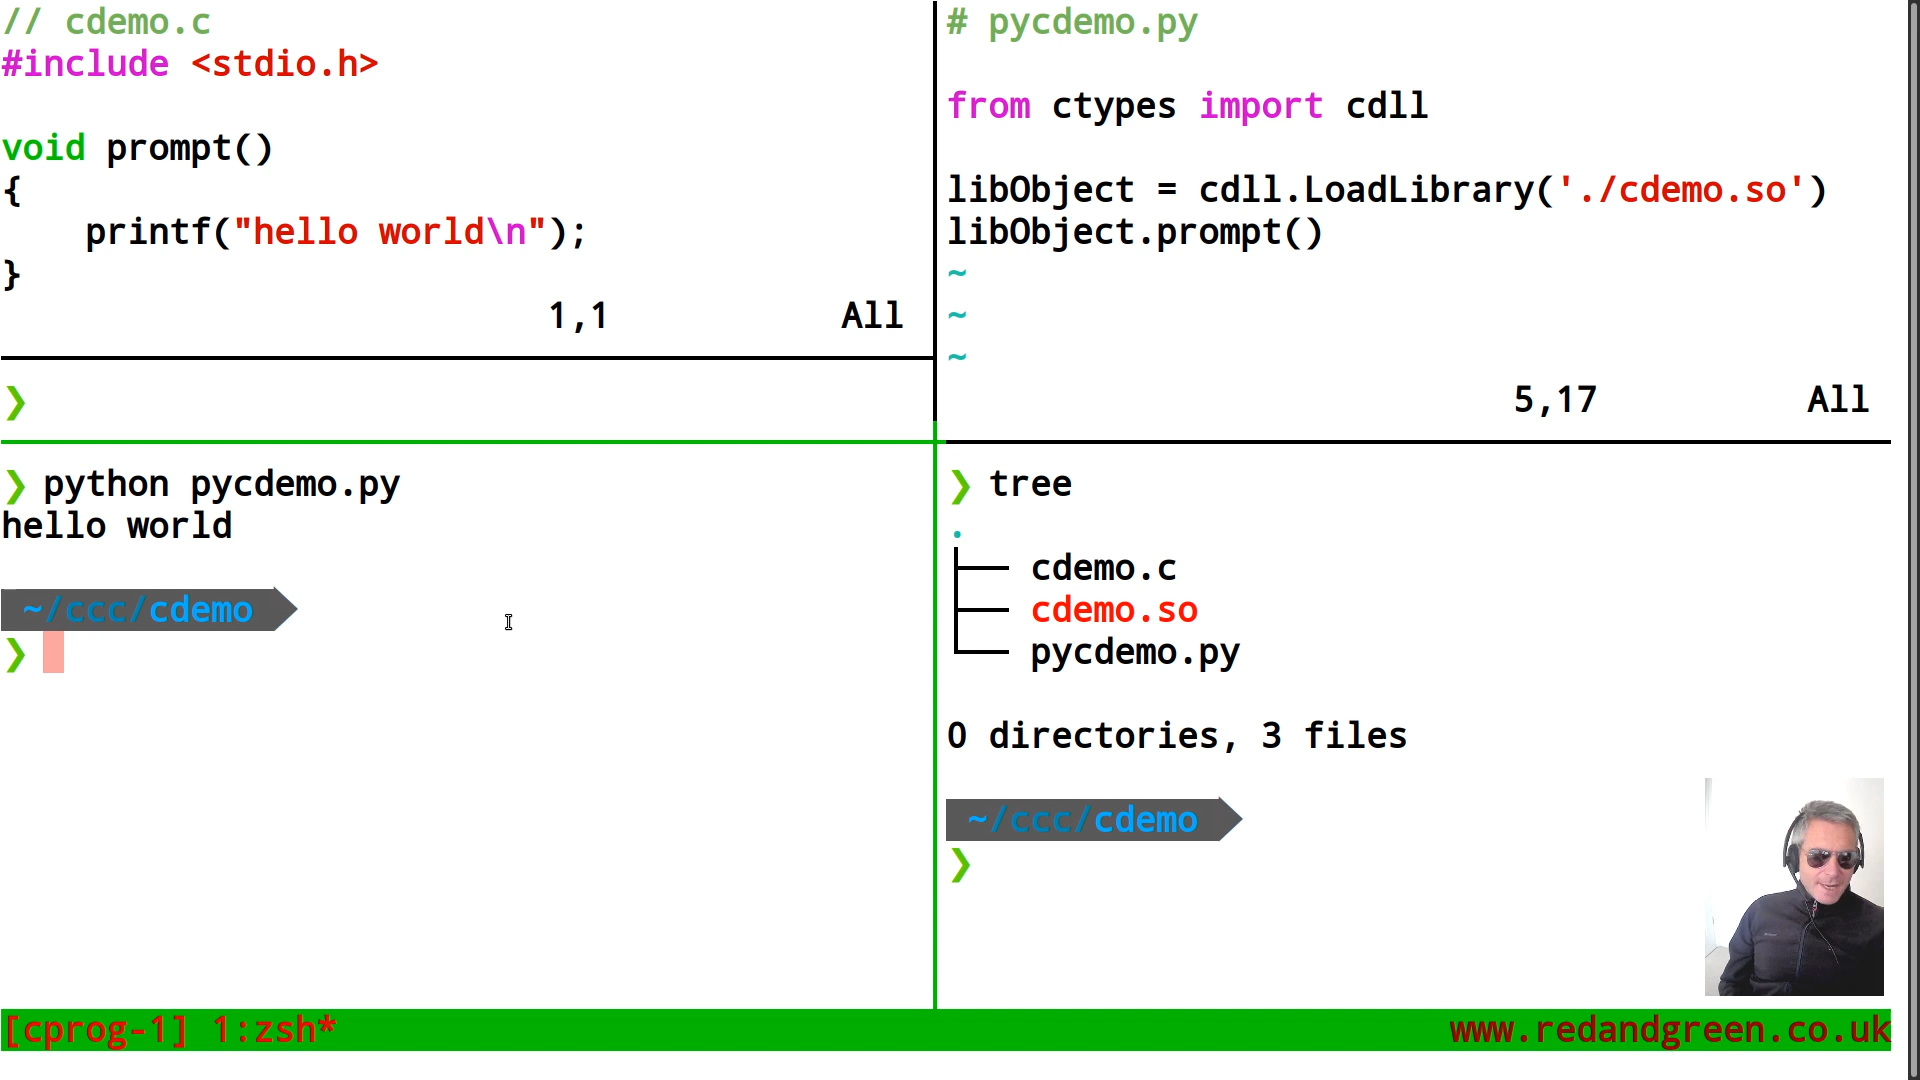 // cdemo.c
#include <stdio.h>
void prompt()
{
    printf("hello world\n");
}
1,1 All
❯
# pycdemo.py
from ctypes import cdll
libObject = cdll.LoadLibrary('./cdemo.so')
libObject.prompt()
~
~
~
5,17 All
❯ python pycdemo.py
hello world
~/ccc/cdemo
❯
❯ tree
.
├── cdemo.c
├── cdemo.so
└── pycdemo.py
0 directories, 3 files
~/ccc/cdemo
❯
[cprog-1] 1:zsh*
www.redandgreen.co.uk